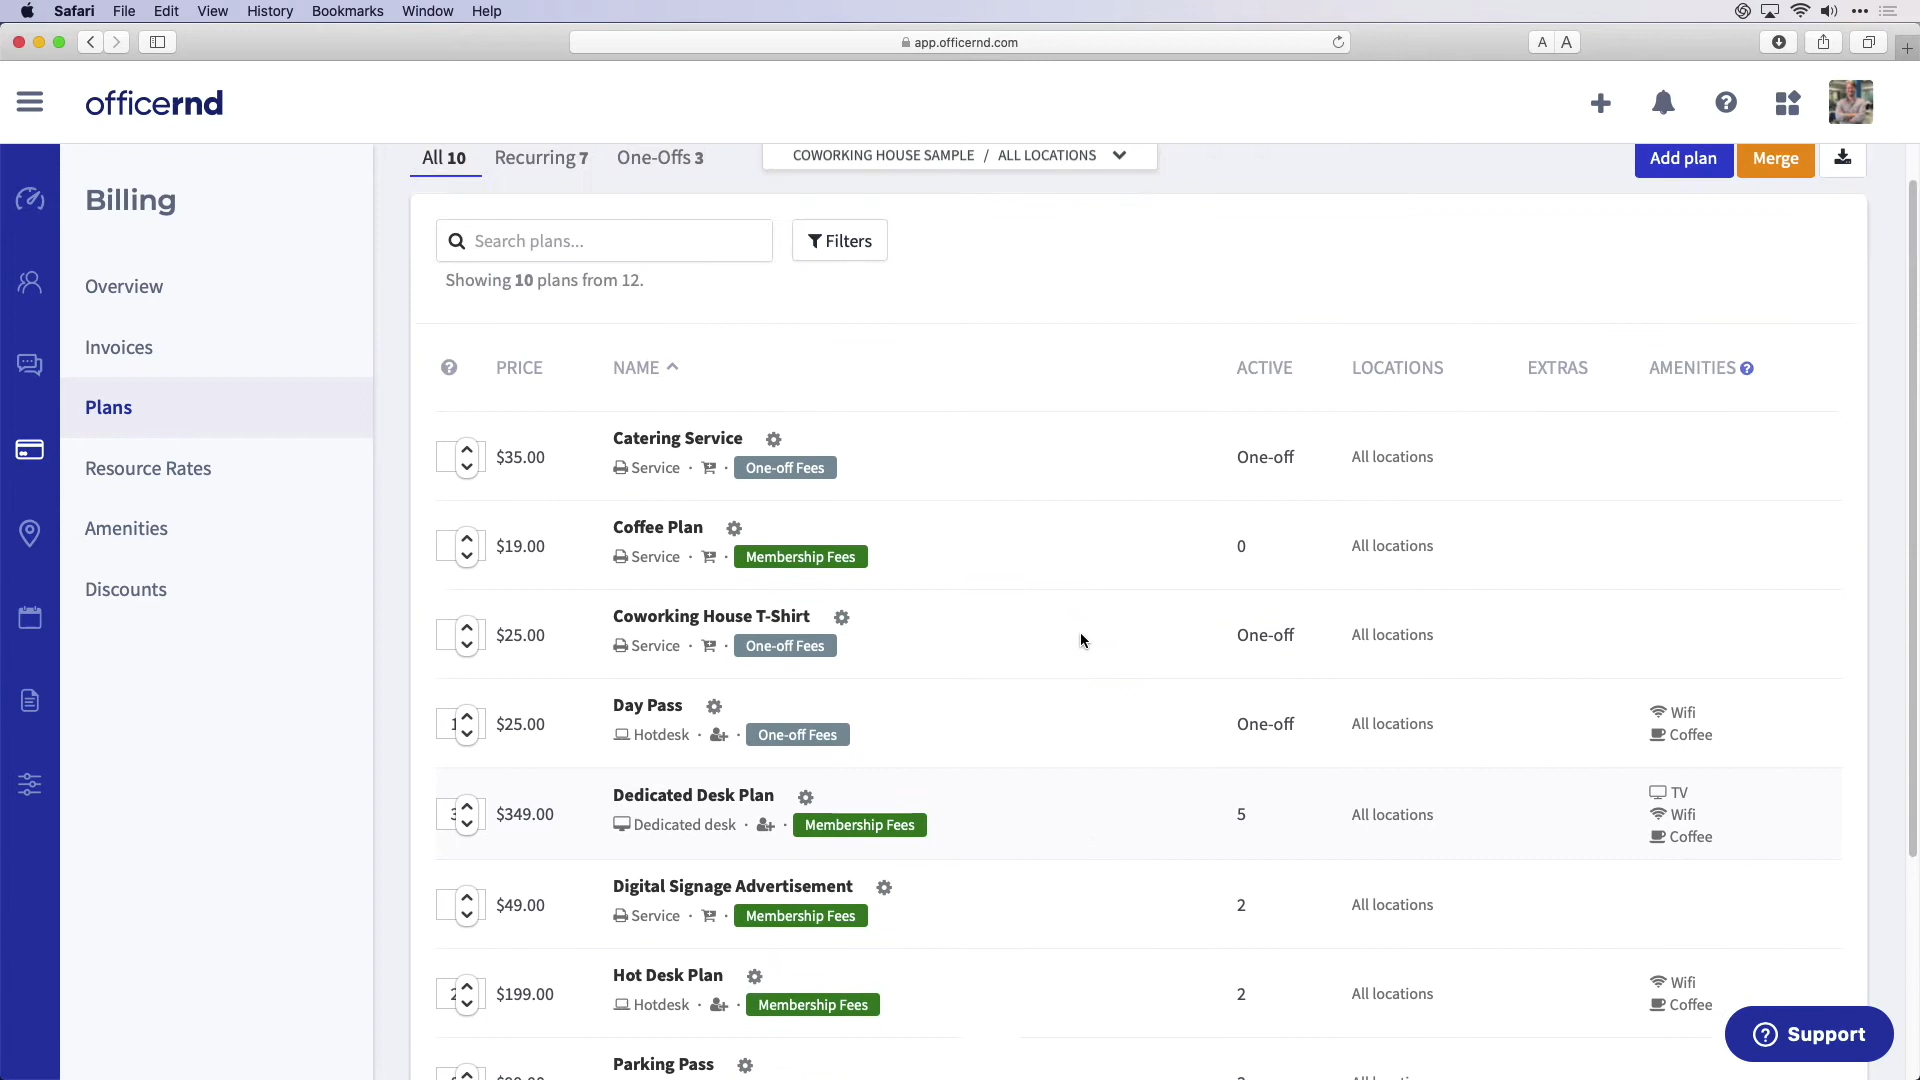 Safari File Edit View History Bookmarks Window Help
app.officernd.com
A A
officernd
Billing
Overview
Invoices
Plans
Resource Rates
Amenities
Discounts
All 10 Recurring 7 One-Offs 3
COWORKING HOUSE SAMPLE / ALL LOCATIONS
Add plan Merge
Search plans... Filters
Showing 10 plans from 12.
PRICE NAME ACTIVE LOCATIONS EXTRAS AMENITIES
Catering Service
$35.00 One-off All locations
Service · · One-off Fees
Coffee Plan
$19.00 0 All locations
Service · · Membership Fees
Coworking House T-Shirt
$25.00 One-off All locations
Service · · One-off Fees
Day Pass
Wifi
1 $25.00 One-off All locations
Hotdesk · · One-off Fees
Coffee
Dedicated Desk Plan
TV
3 $349.00 5 All locations
Wifi
Dedicated desk · · Membership Fees
Coffee
Digital Signage Advertisement
$49.00 2 All locations
Service · · Membership Fees
Hot Desk Plan
Wifi
2 $199.00 2 All locations
Hotdesk · · Membership Fees
Coffee
Parking Pass
Support